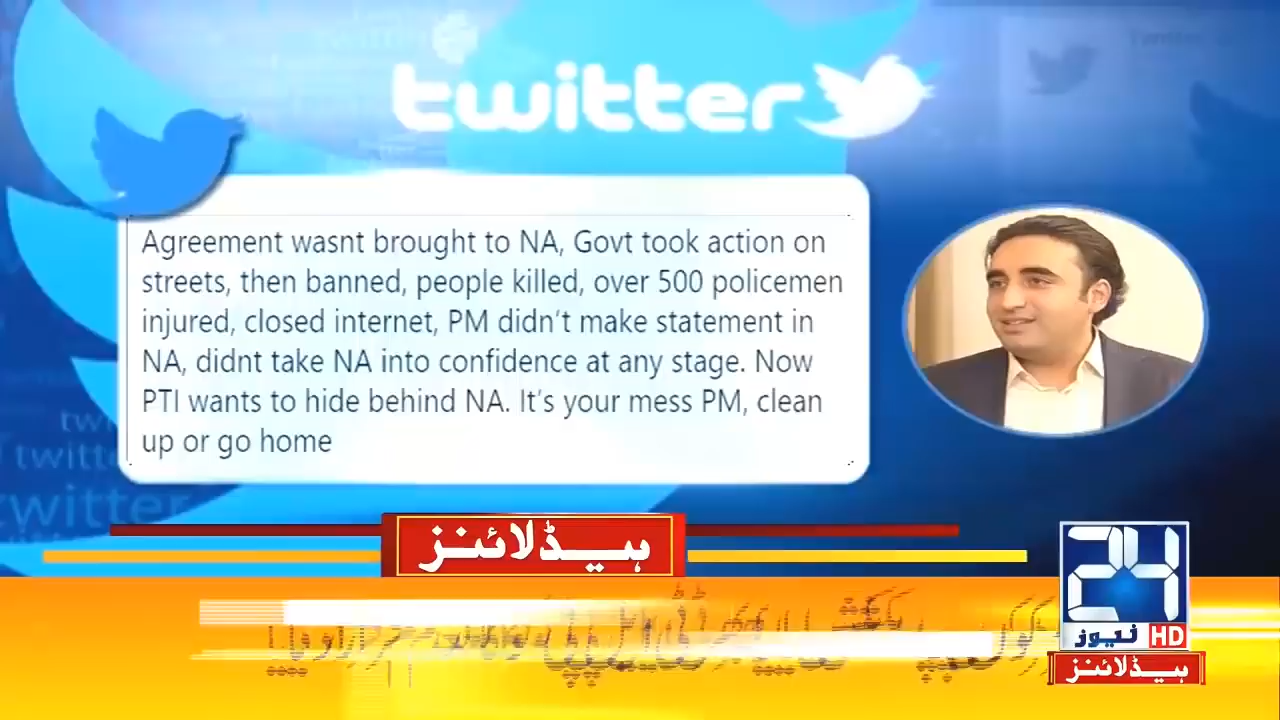 twitter
Agreement wasnt brought to NA, Govt took action on
streets, then banned, people killed, over 500 policemen
injured, closed internet, PM didn't make statement in
NA, didnt take NA into confidence at any stage. Now
PTI wants to hide behind NA. It's your mess PM, clean
up or go home
twitter
twitter
ہیڈلائنز
24
نیوز HD
ہیڈلائنز